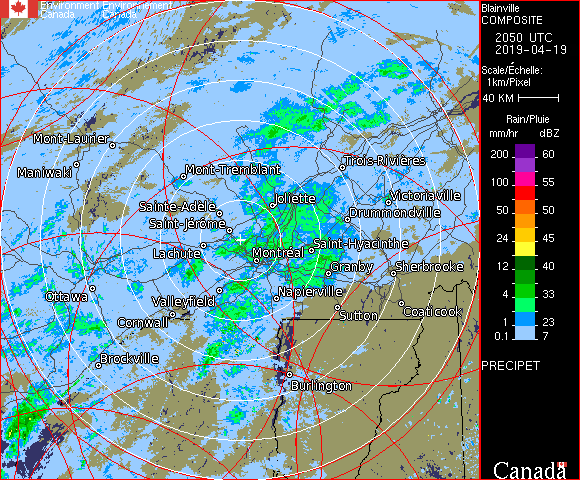 Environment Environnement
Canada Canada
Blainville
COMPOSITE
2050 UTC
2019-04-19
Scale/Échelle:
1km/Pixel
40 KM
Rain/Pluie
mm/hr dBZ
200 60
100 55
50 50
24 45
12 40
4 33
1 23
0.1 7
PRECIPET
Mont-Laurier
Maniwaki
Mont-Tremblant
Trois-Rivières
Sainte-Adèle
Joliette
Victoriaville
Drummondville
Saint-Jérôme
Lachute
Montréal
Saint-Hyacinthe
Granby
Sherbrooke
Ottawa
Valleyfield
Napierville
Cornwall
Sutton
Coaticook
Brockville
Burlington
Canada